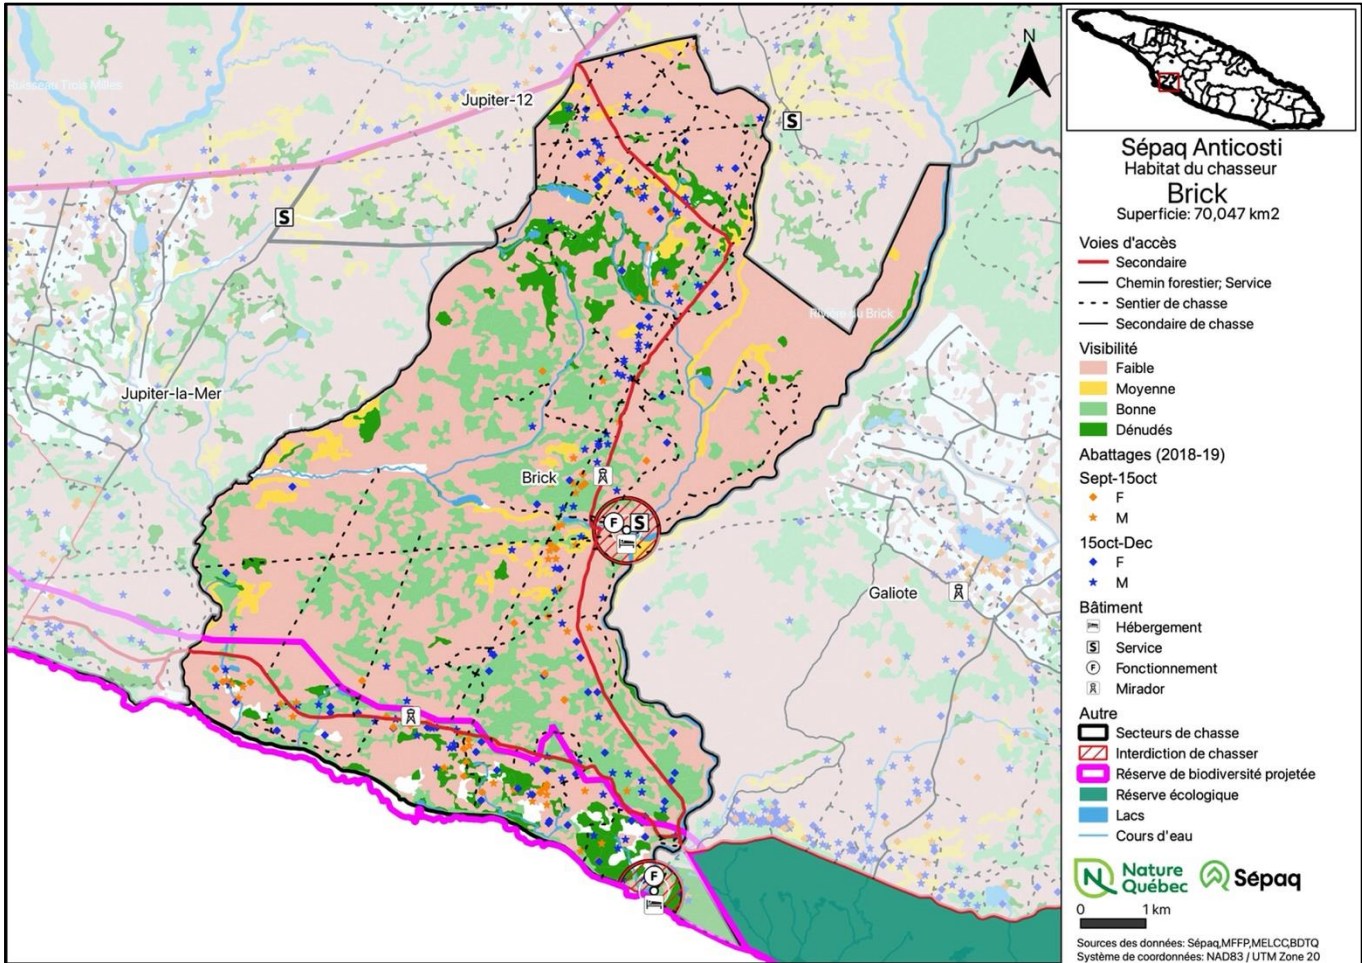 Ruisseau Trois Milles
Jupiter-12
S
N
S
Jupiter-la-Mer
Rivière du Brick
Brick
F
S
Galiote
F
Sépaq Anticosti
Habitat du chasseur
Brick
Superficie: 70,047 km2
Voies d'accès
Secondaire
Chemin forestier; Service
Sentier de chasse
Secondaire de chasse
Visibilité
Faible
Moyenne
Bonne
Dénudés
Abattages (2018-19)
Sept-15oct
F
M
15oct-Dec
F
M
Bâtiment
Hébergement
S Service
F Fonctionnement
Mirador
Autre
Secteurs de chasse
Interdiction de chasser
Réserve de biodiversité projetée
Réserve écologique
Lacs
Cours d'eau
Nature
Québec
Sépaq
0 1 km
Sources des données: Sépaq,MFFP,MELCC,BDTQ
Système de coordonnées: NAD83 / UTM Zone 20